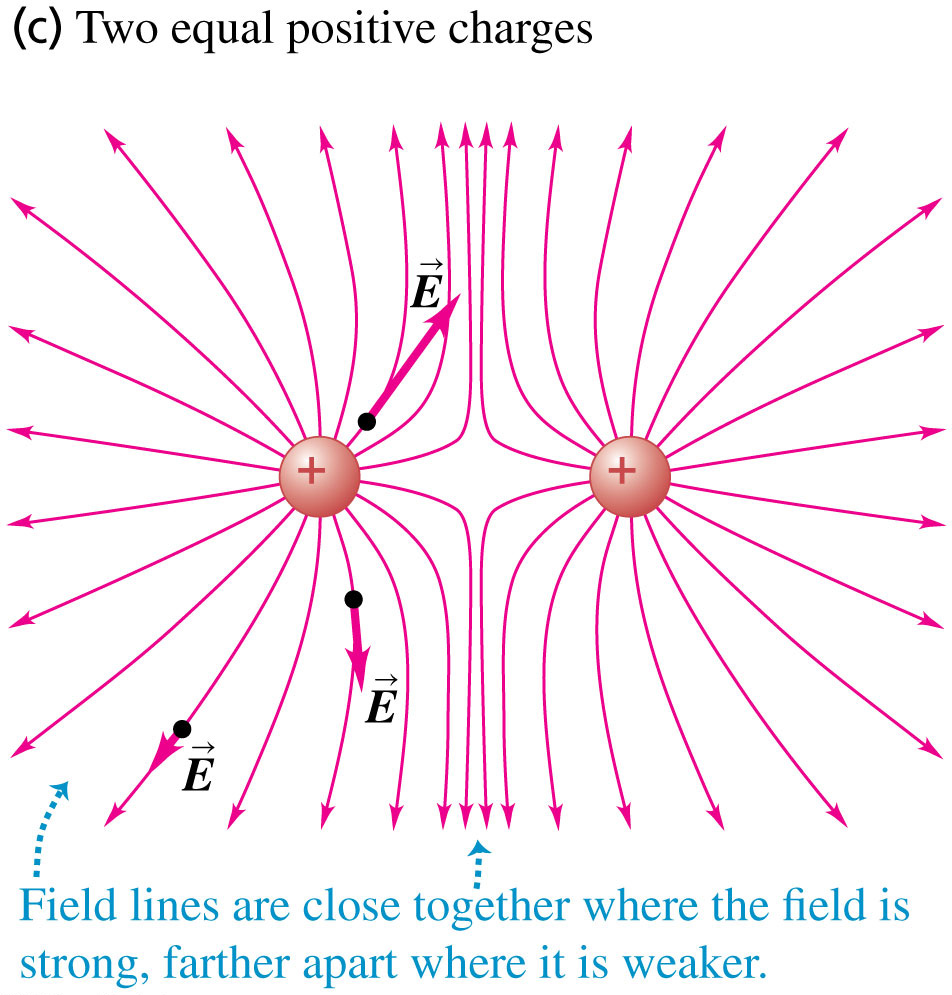 (c) Two equal positive charges
E
+
+
E
E
Field lines are close together where the field is
strong, farther apart where it is weaker.